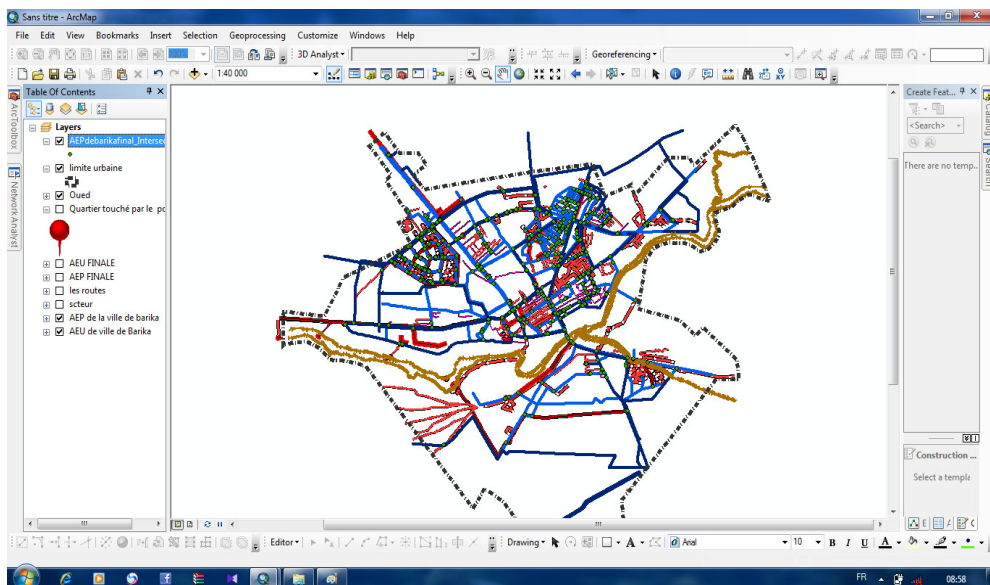 Sans titre - ArcMap
File Edit View Bookmarks Insert Selection Geoprocessing Customize Windows Help
100% 3D Analyst Georeferencing
1:40 000
Table Of Contents
Create Feat...
ArcToolbox
Network Analyst
Catalog
Search
Layers
AEPdebarikafinal_Intersec
limite urbaine
Oued
Quartier touché par le po
AEU FINALE
AEP FINALE
les routes
scteur
AEP de la ville de barika
AEU de ville de Barika
<Search>
There are no temp...
Construction ...
Select a templa
Editor
Drawing
A
Arial
10
B I U A
FR
08:58